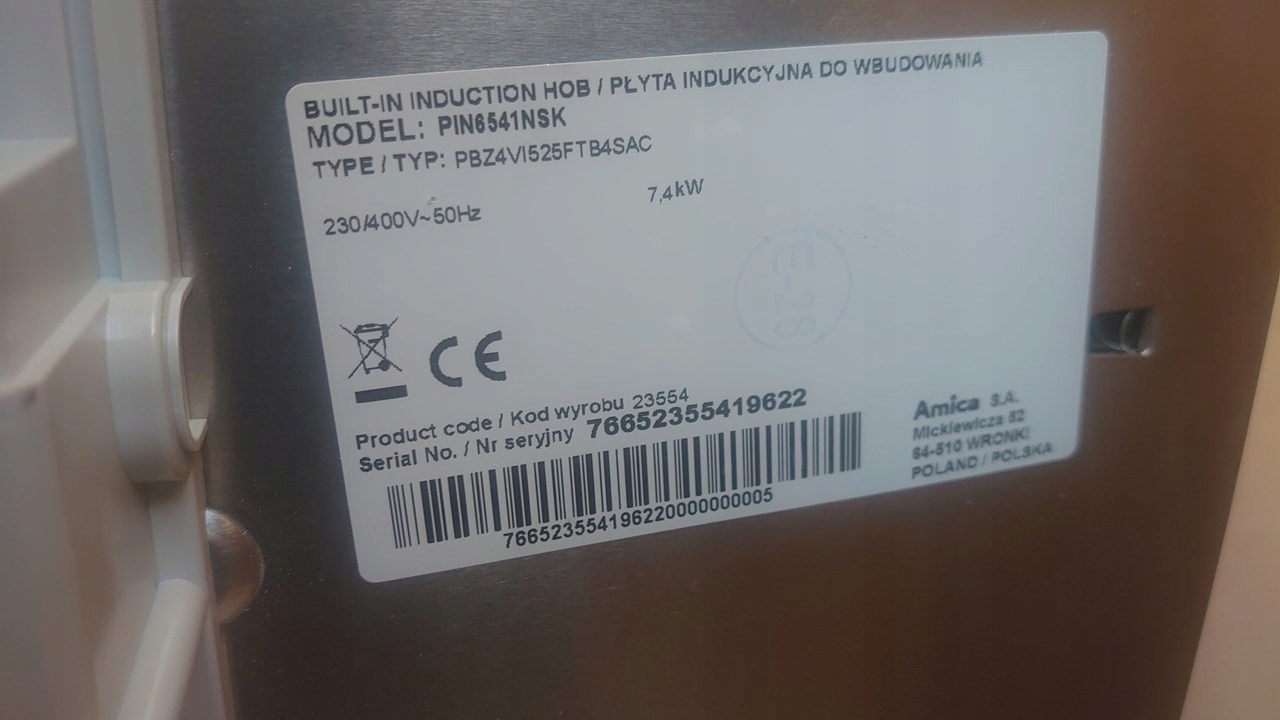 BUILT-IN INDUCTION HOB / PŁYTA INDUKCYJNA DO WBUDOWANIA
MODEL: PIN6541NSK
TYPE / TYP: PBZ4VI525FTB4SAC
230/400V~50Hz
7,4kW
E-28
CE
Product code / Kod wyrobu 23554
Serial No. / Nr seryjny 76652355419622
766523554196220000000005
Amica S.A.
Mickiewicza 52
64-510 WRONKI
POLAND / POLSKA